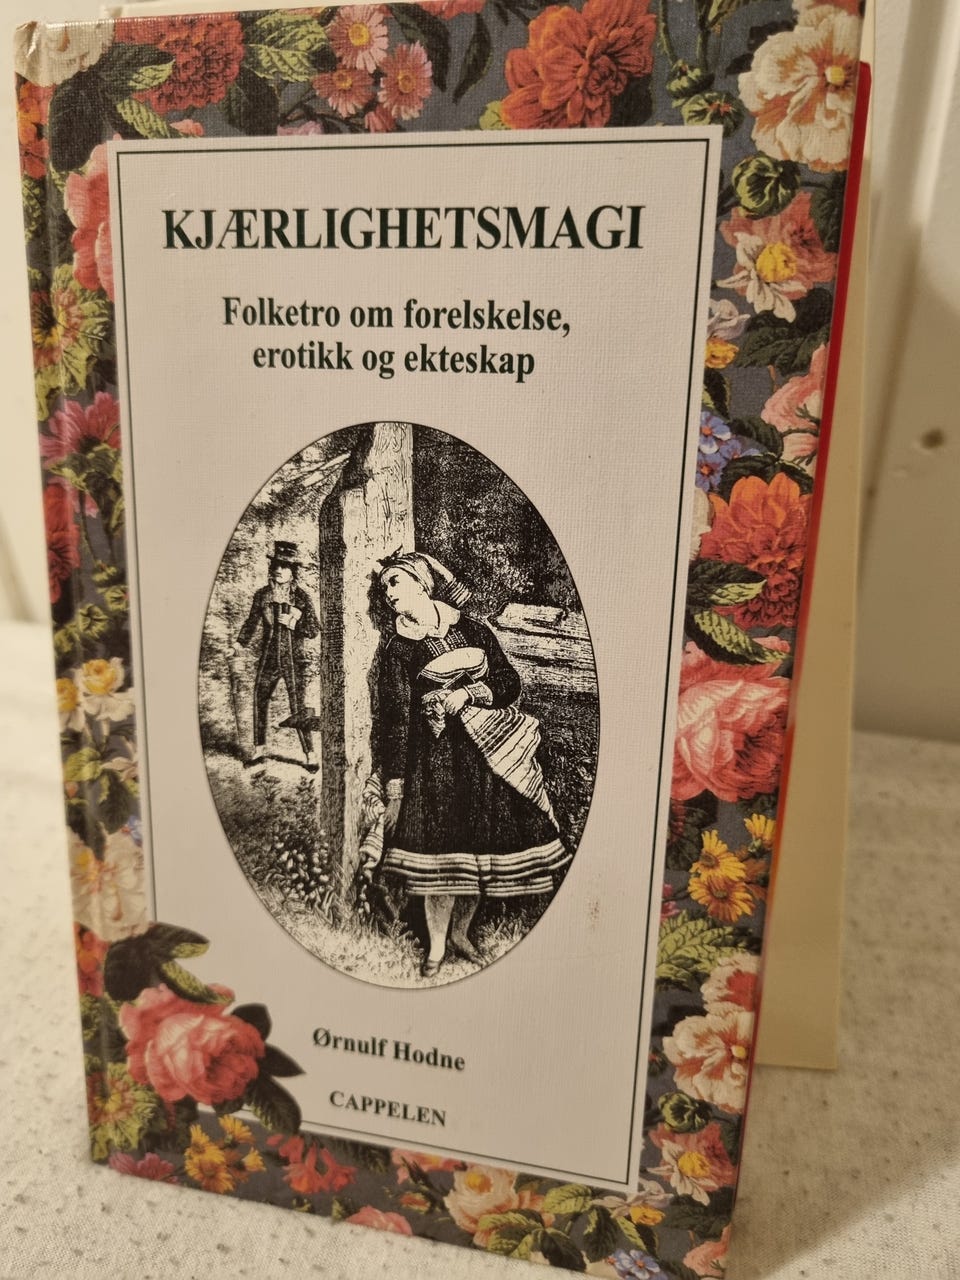 KJÆRLIGHETSMAGI
Folketro om forelskelse,
erotikk og ekteskap
Ørnulf Hodne
CAPPELEN